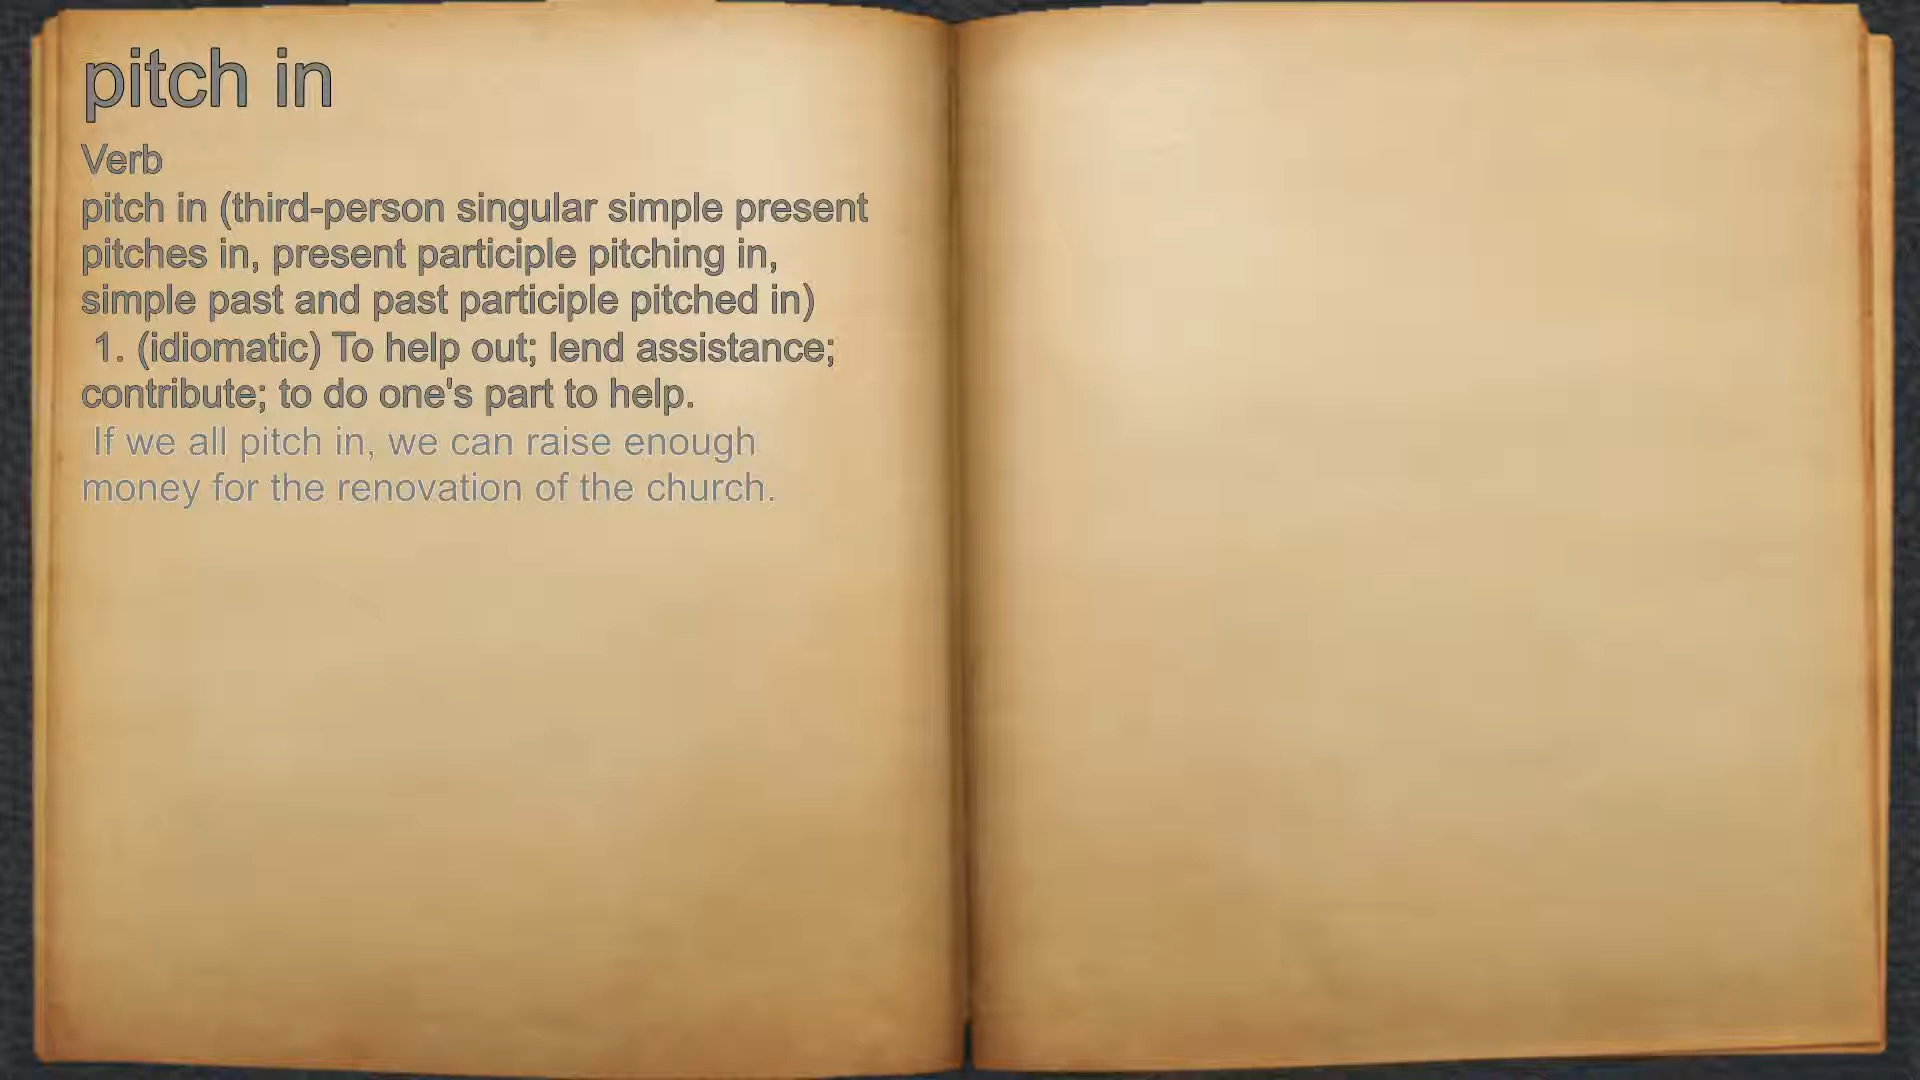 pitch in
Verb
pitch in (third-person singular simple present
pitches in, present participle pitching in,
simple past and past participle pitched in)
1. (idiomatic) To help out; lend assistance;
contribute; to do one's part to help.
If we all pitch in, we can raise enough
money for the renovation of the church.